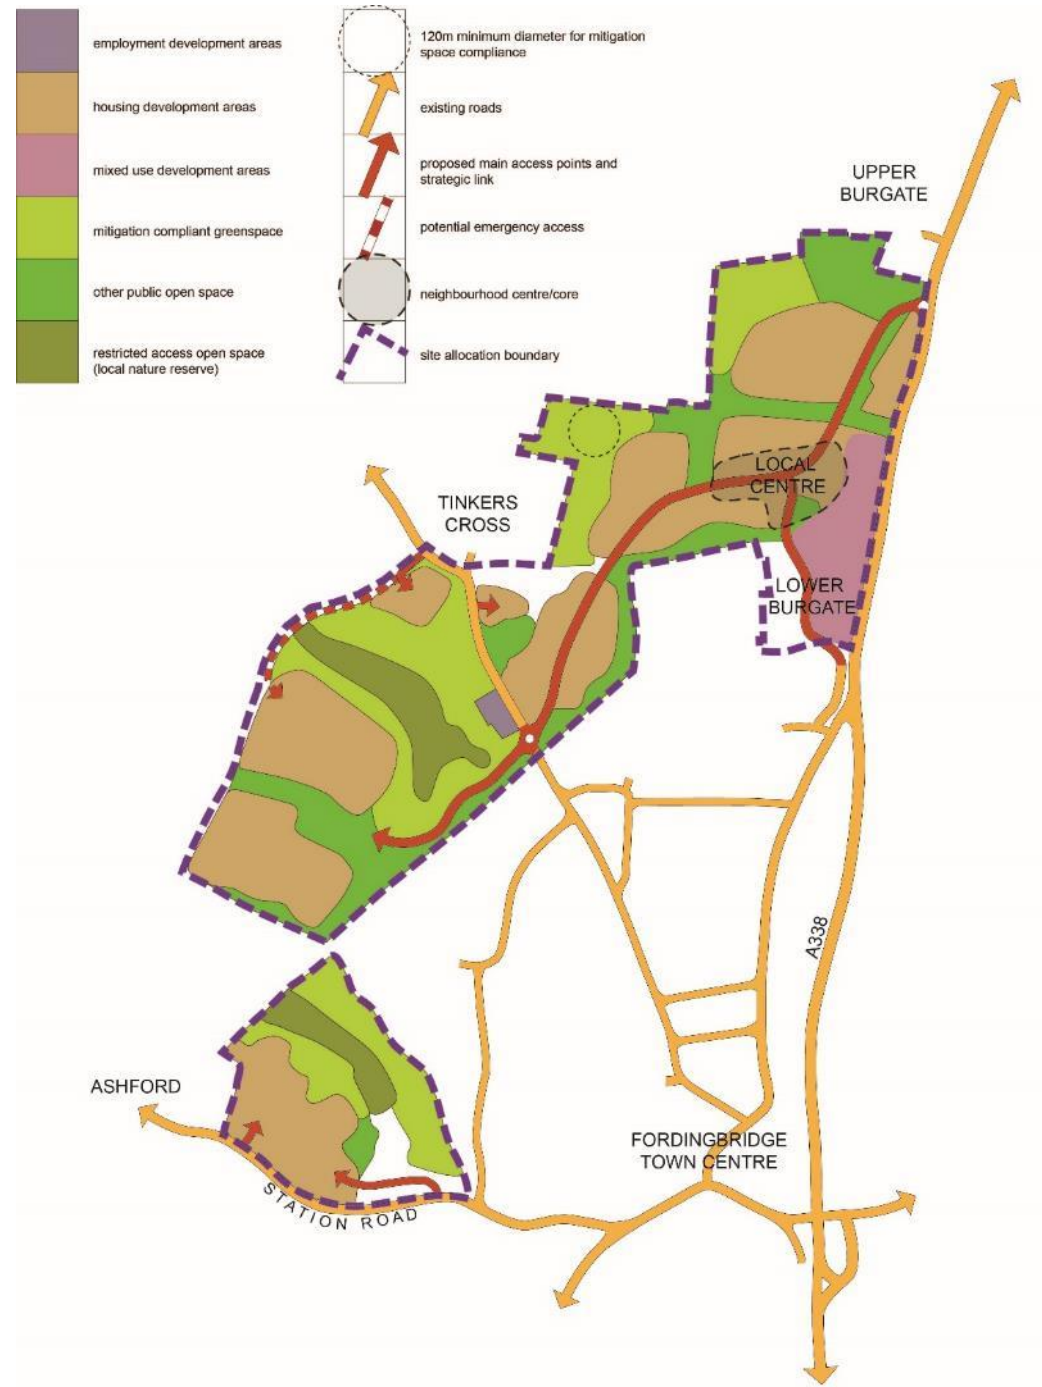 employment development areas
housing development areas
mixed use development areas
mitigation compliant greenspace
other public open space
restricted access open space
(local nature reserve)
120m minimum diameter for mitigation
space compliance
existing roads
proposed main access points and
strategic link
potential emergency access
neighbourhood centre/core
site allocation boundary
UPPER
BURGATE
LOCAL
CENTRE
TINKERS
CROSS
LOWER
BURGATE
A338
ASHFORD
FORDINGBRIDGE
TOWN CENTRE
STATION ROAD